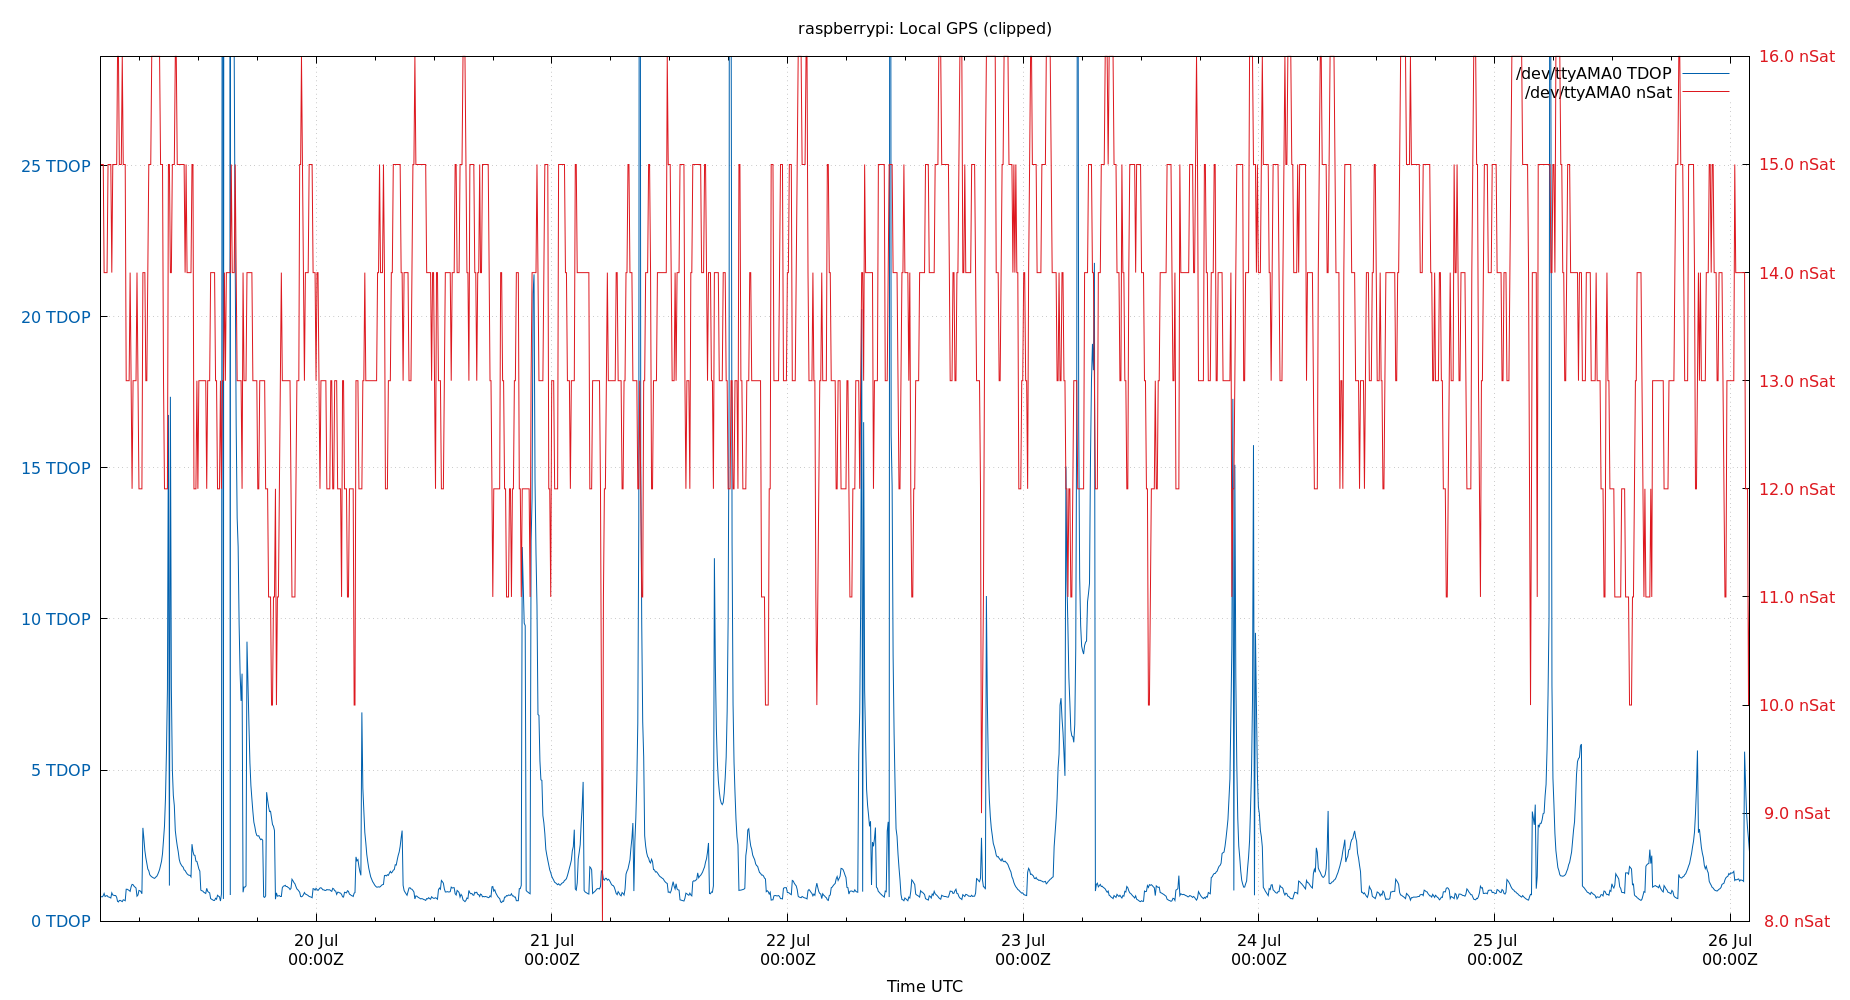 raspberrypi: Local GPS (clipped)
16.0 nSat
/dev/ttyAMA0 TDOP
/dev/ttyAMA0 nSat
25 TDOP
15.0 nSat
14.0 nSat
20 TDOP
13.0 nSat
15 TDOP
12.0 nSat
11.0 nSat
10 TDOP
10.0 nSat
5 TDOP
9.0 nSat
0 TDOP
8.0 nSat
20 Jul
00:00Z
21 Jul
00:00Z
22 Jul
00:00Z
23 Jul
00:00Z
24 Jul
00:00Z
25 Jul
00:00Z
26 Jul
00:00Z
Time UTC